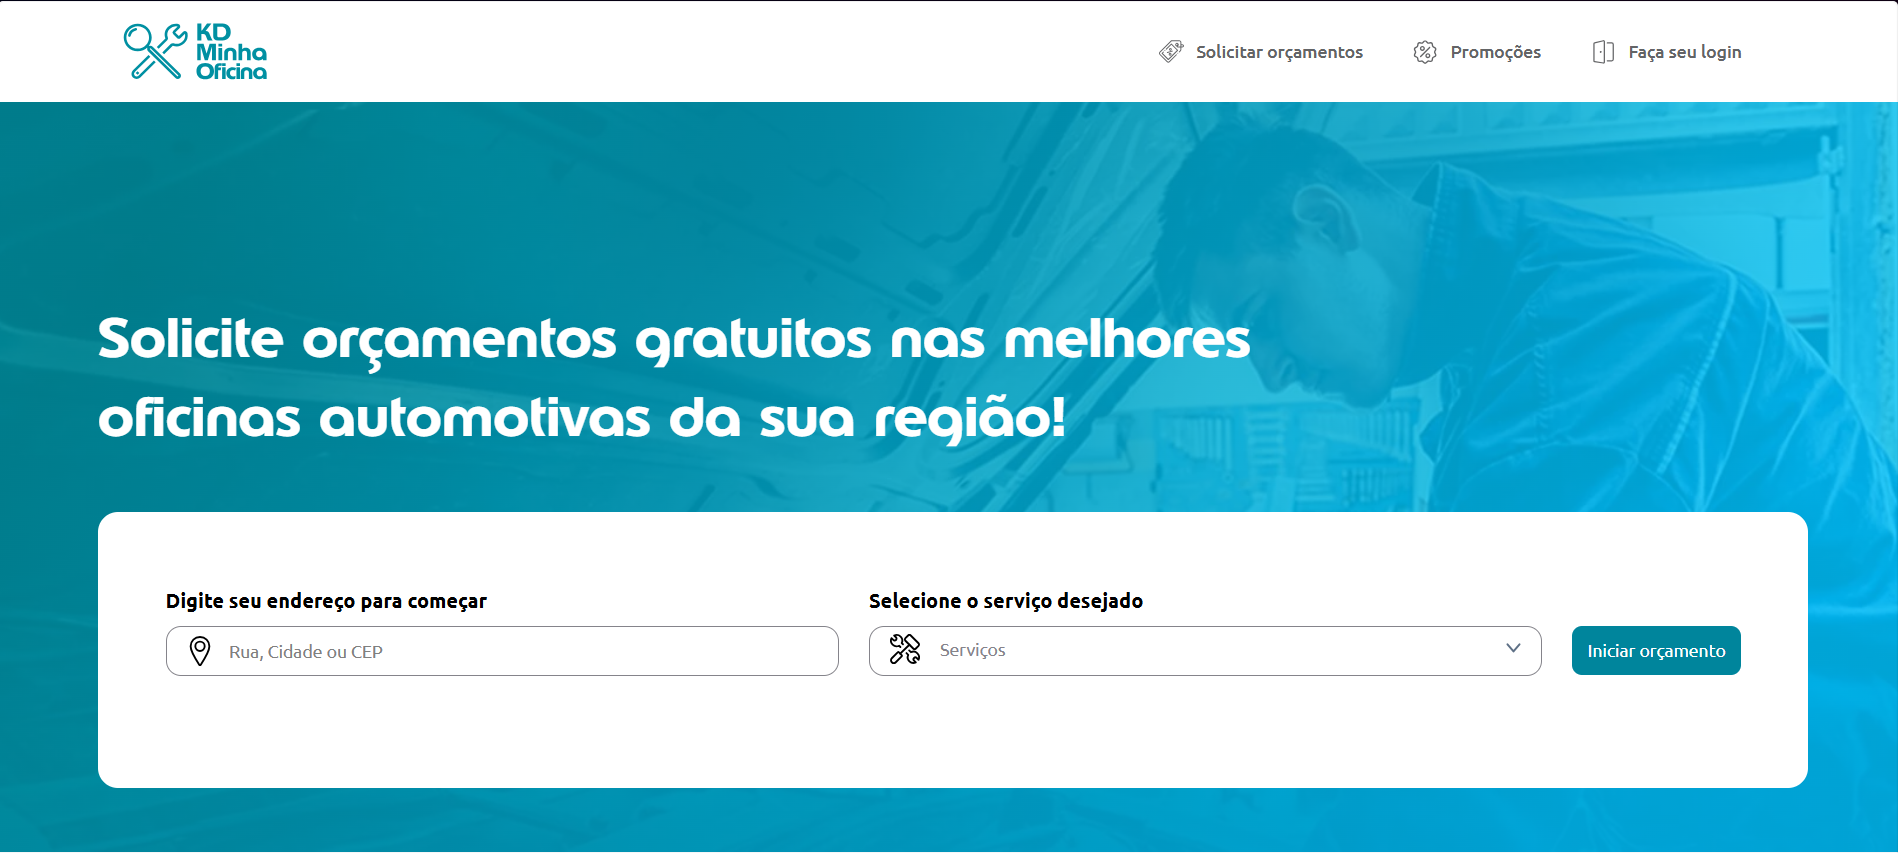 KD
Minha
Oficina
Solicitar orçamentos
Promoções
Faça seu login
Solicite orçamentos gratuitos nas melhores
oficinas automotivas da sua região!
Digite seu endereço para começar
Rua, Cidade ou CEP
Selecione o serviço desejado
Serviços
Iniciar orçamento